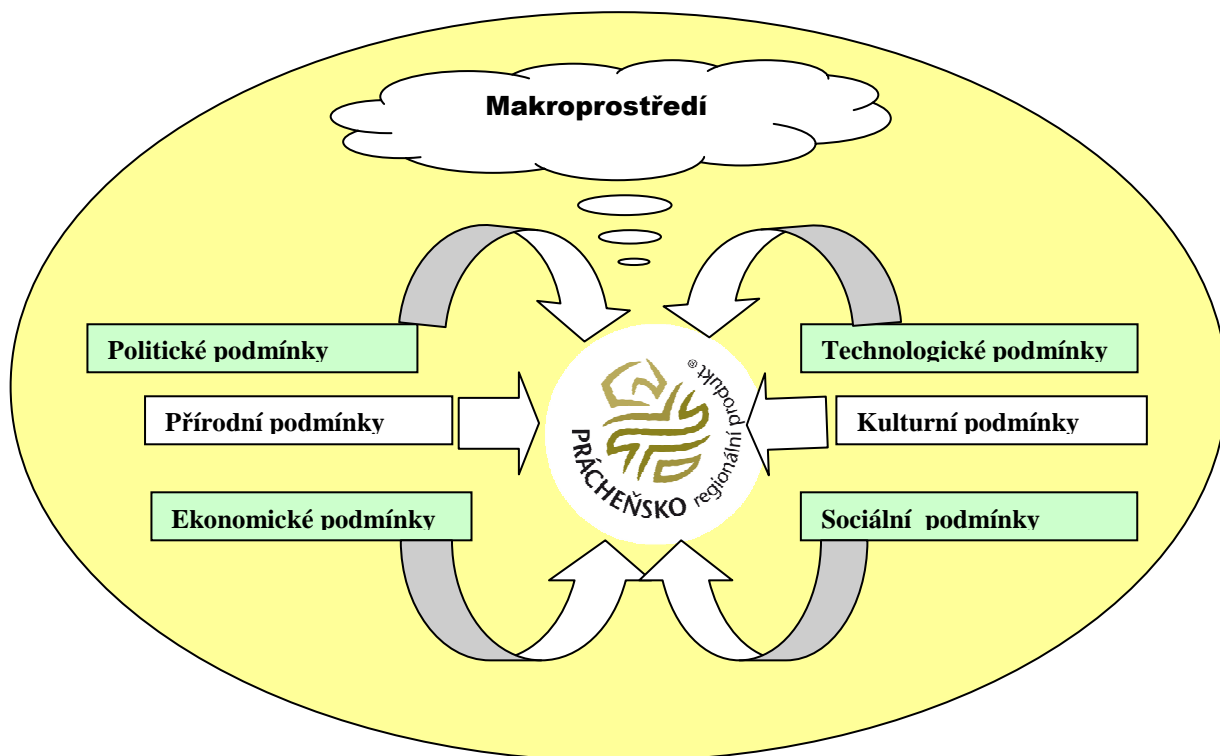 Makroprostředí
Politické podmínky
Technologické podmínky
Přírodní podmínky
Kulturní podmínky
Ekonomické podmínky
Sociální podmínky
PRÁCHEŇSKO regionální produkt®